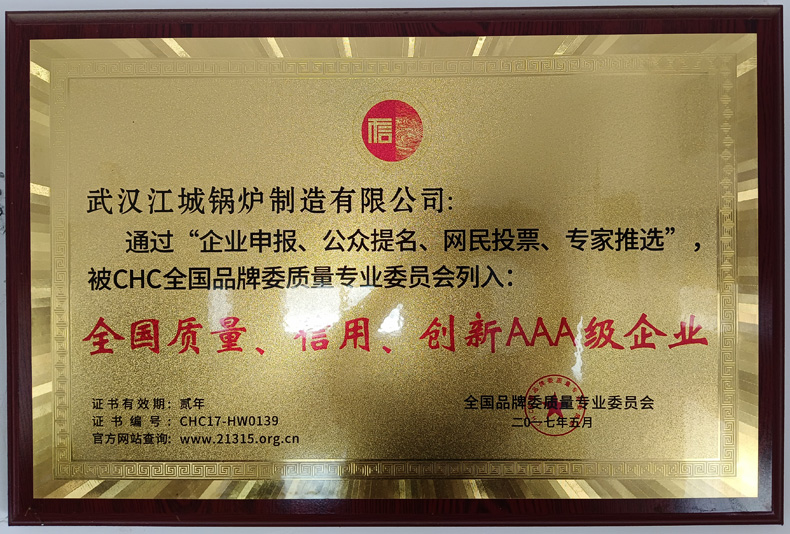 信
武汉江城锅炉制造有限公司:
通过“企业申报、公众提名、网民投票、专家推选”，
被CHC全国品牌委质量专业委员会列入:
全国质量、信用、创新AAA级企业
证书有效期: 贰年
证书编号: CHC17-HW0139
官方网站查询: www.21315.org.cn
全国品牌委质量专业委员会
二〇一七年五月